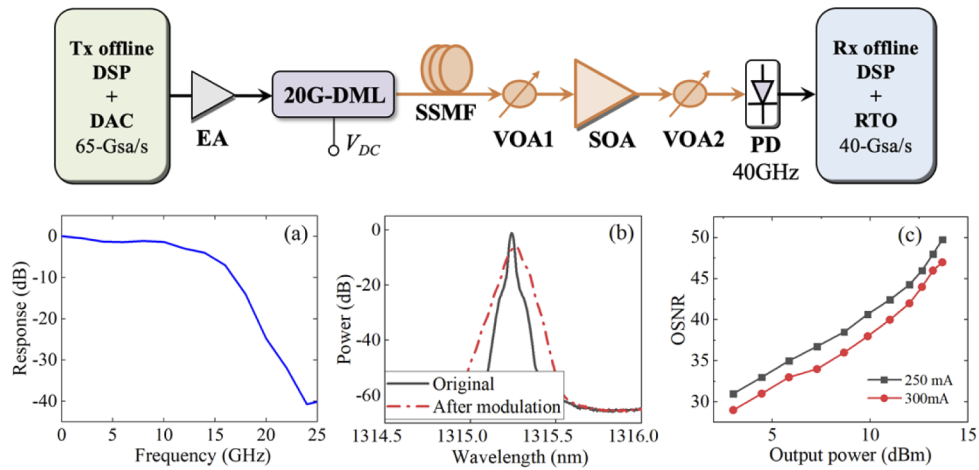 Tx offline
DSP
+
DAC
65-Gsa/s
EA
20G-DML
V_DC
SSMF
VOA1
SOA
VOA2
PD
40GHz
Rx offline
DSP
+
RTO
40-Gsa/s
(a)
Response (dB)
0
-10
-20
-30
-40
0 5 10 15 20 25
Frequency (GHz)
(b)
Power (dB)
0
-20
-40
-60
Original
After modulation
1314.5 1315.0 1315.5 1316.0
Wavelength (nm)
(c)
OSNR
50
45
40
35
30
250 mA
300mA
5 10 15
Output power (dBm)